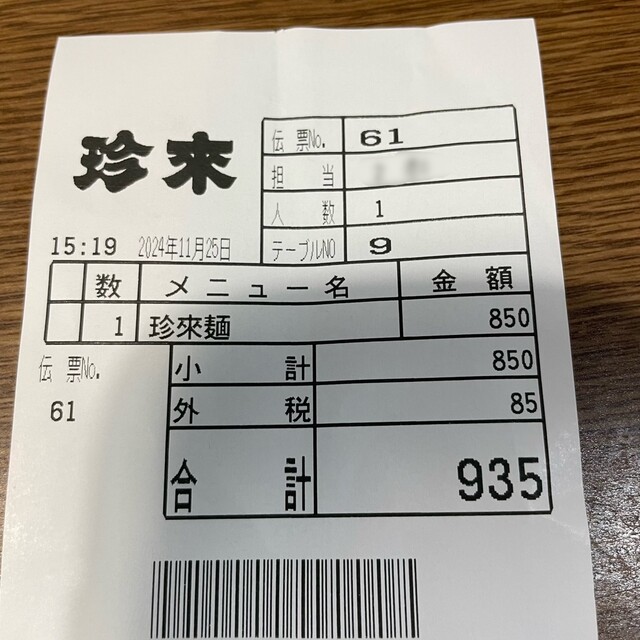 珍來
伝票No. 61
担当
人数 1
15:19 2024年11月25日
テーブルNO 9
数 メニュー名 金額
1 珍來麺 850
伝票No.
61
小計 850
外税 85
合計 935